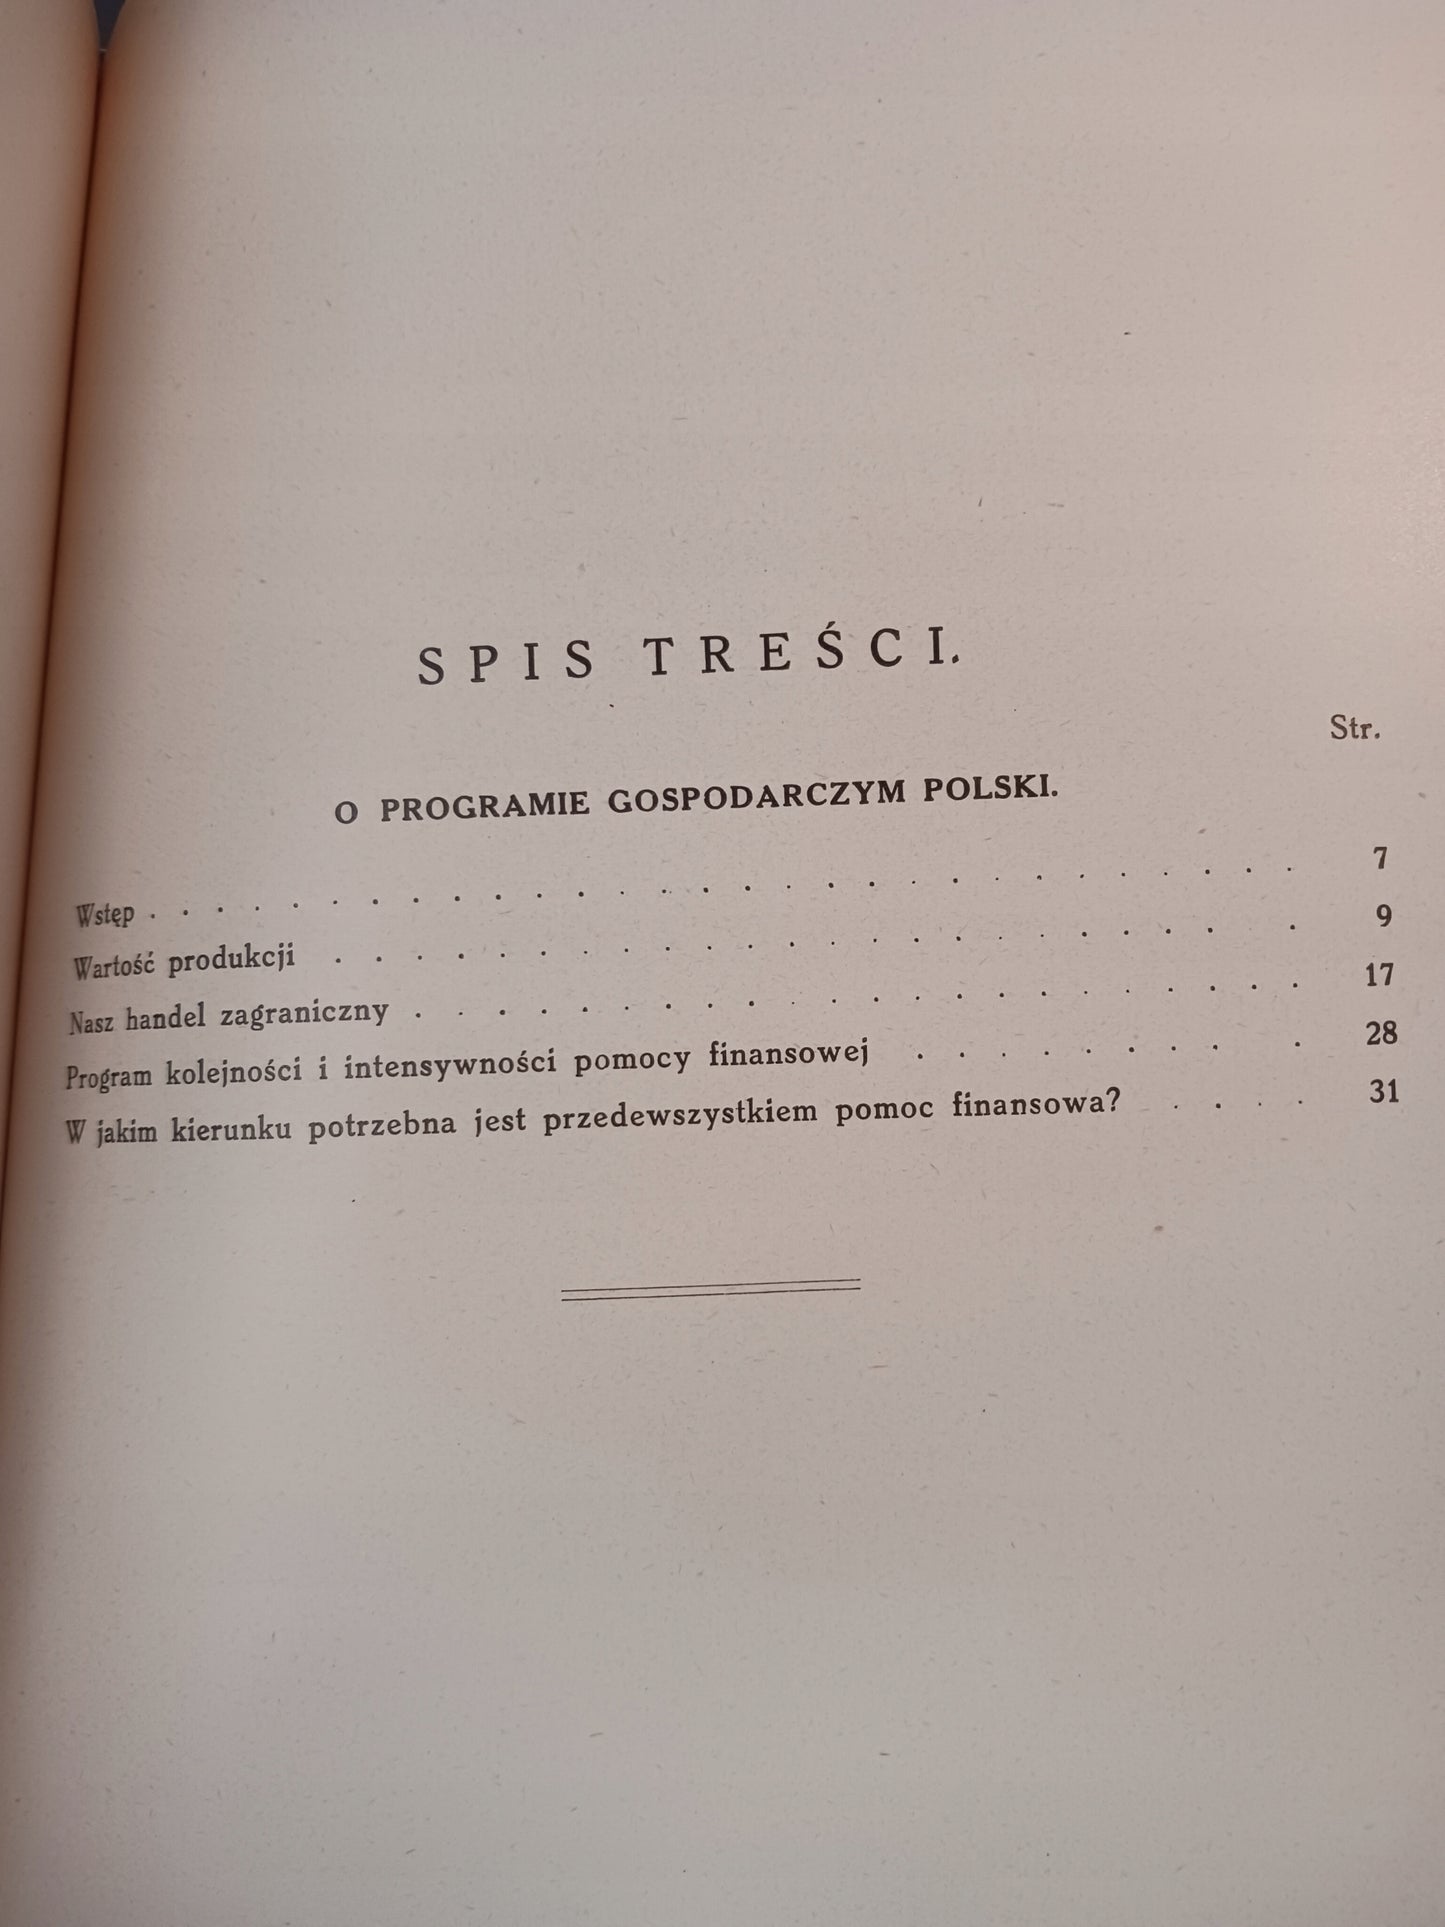 SPIS TREŚCI.
Str.
O PROGRAMIE GOSPODARCZYM POLSKI.
Wstęp . . . . . . . . . . . . . . . . . . . . . . . . . . . . 7
Wartość produkcji . . . . . . . . . . . . . . . . . . . . . . . 9
Nasz handel zagraniczny . . . . . . . . . . . . . . . . . . . . . . 17
Program kolejności i intensywności pomocy finansowej . . . . . . . . . 28
W jakim kierunku potrzebna jest przedewszystkiem pomoc finansowa? . . . . 31